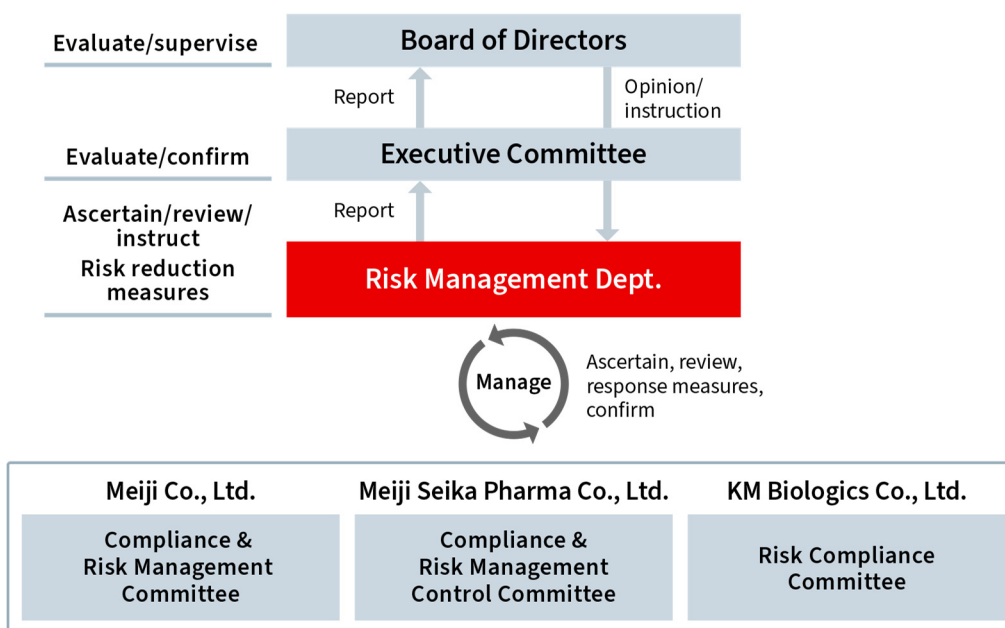 Evaluate/supervise
Board of Directors
Report
Opinion/
instruction
Evaluate/confirm
Executive Committee
Ascertain/review/
instruct
Risk reduction
measures
Report
Risk Management Dept.
Manage
Ascertain, review,
response measures,
confirm
Meiji Co., Ltd.
Compliance &
Risk Management
Committee
Meiji Seika Pharma Co., Ltd.
Compliance &
Risk Management
Control Committee
KM Biologics Co., Ltd.
Risk Compliance
Committee